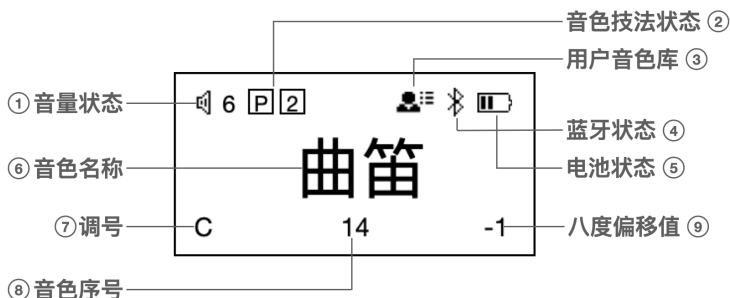 音色技法状态 ②
用户音色库 ③
① 音量状态
6 P 2
蓝牙状态 ④
⑥ 音色名称
曲笛
电池状态 ⑤
⑦ 调号
C 14 -1
八度偏移值 ⑨
⑧ 音色序号